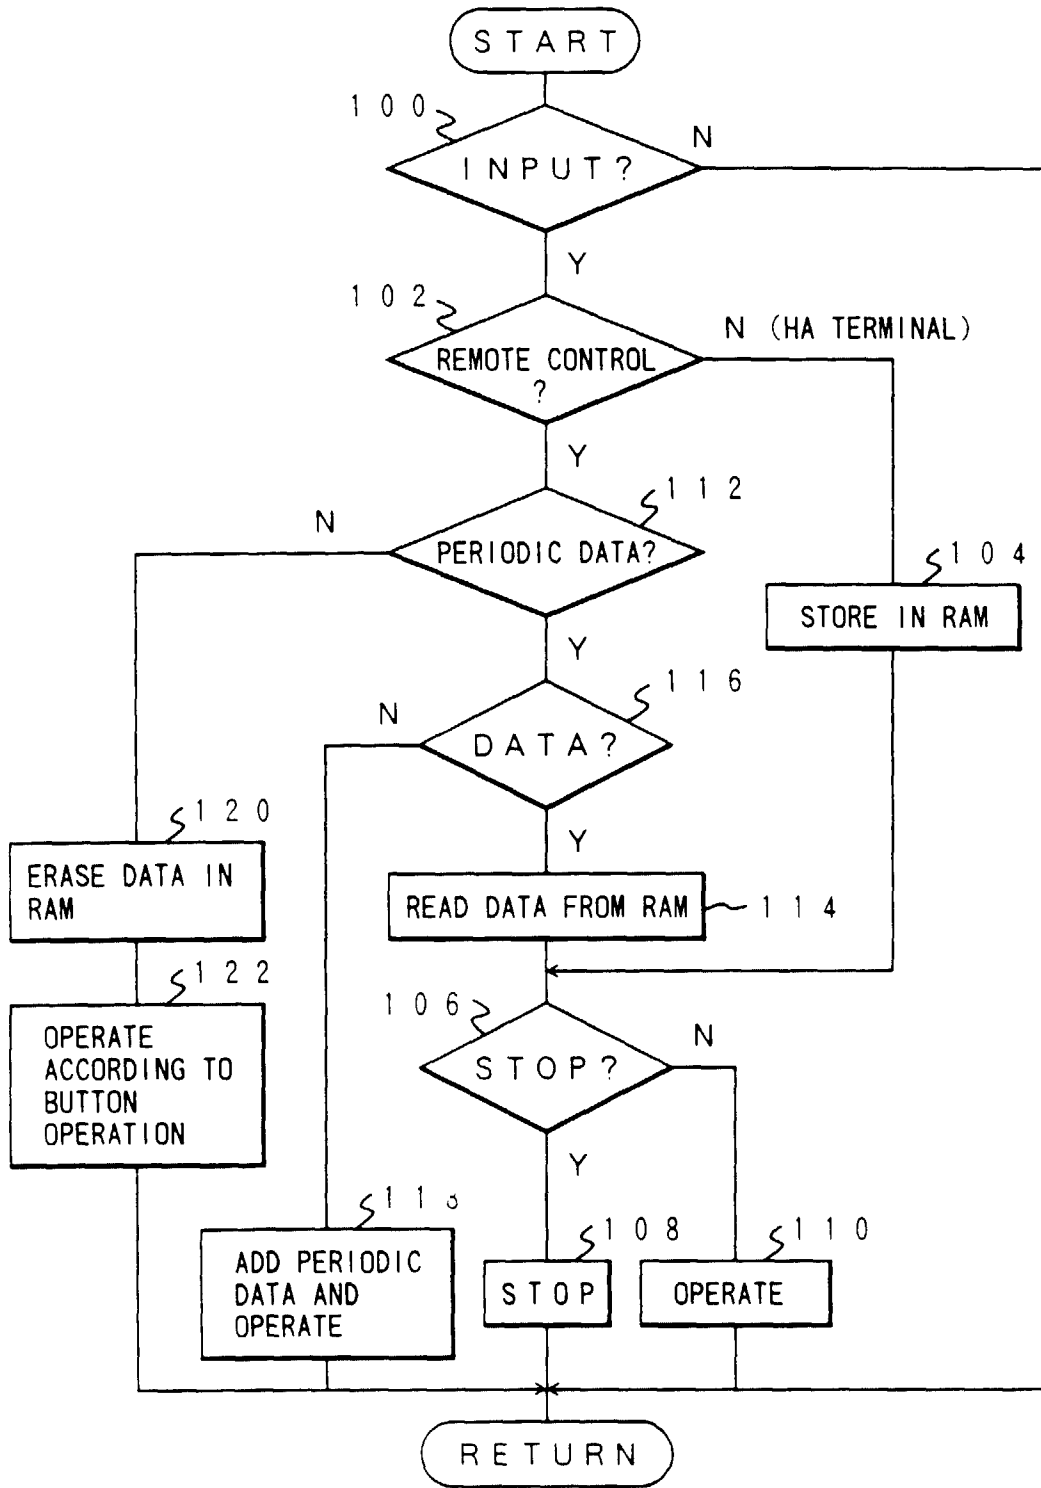 START
100
INPUT?
N
Y
102
REMOTE CONTROL
?
N (HA TERMINAL)
Y
112
PERIODIC DATA?
N
104
STORE IN RAM
Y
116
DATA?
N
120
ERASE DATA IN
RAM
Y
READ DATA FROM RAM
114
122
OPERATE
ACCORDING TO
BUTTON
OPERATION
106
STOP?
N
Y
ADD PERIODIC
DATA AND
OPERATE
108
STOP
110
OPERATE
RETURN